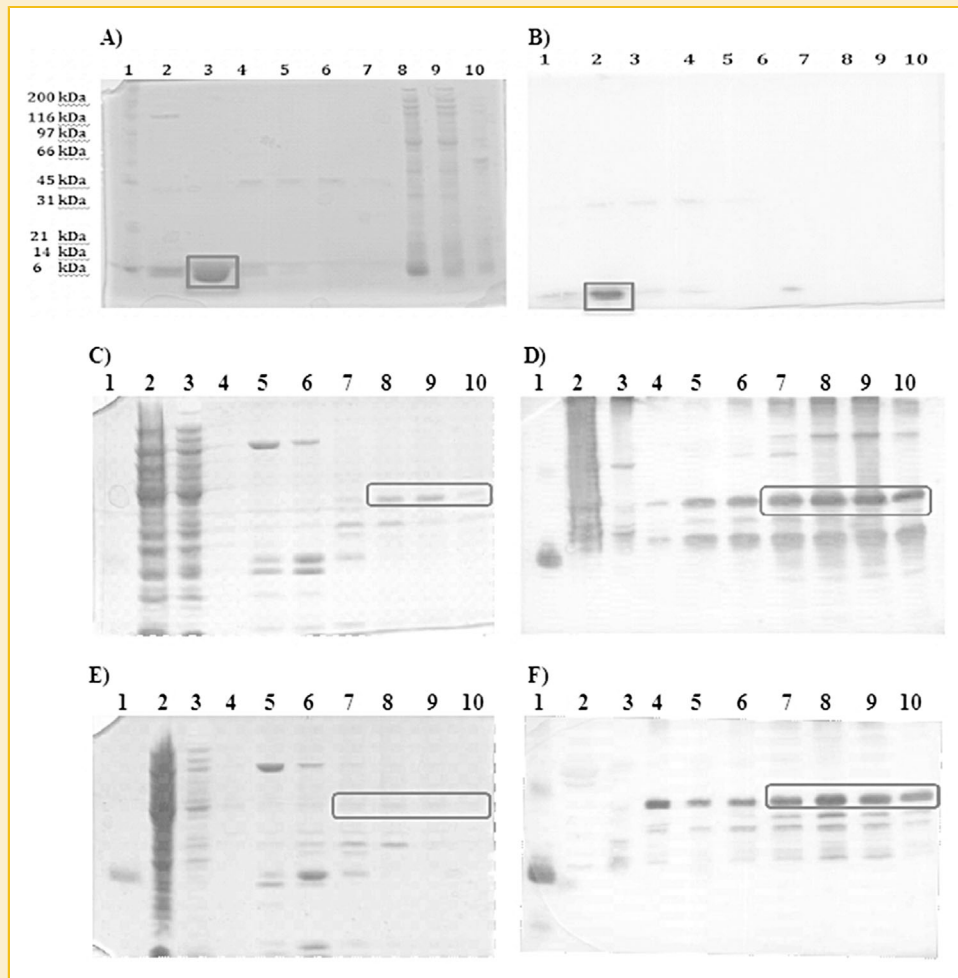 A)
1 2 3 4 5 6 7 8 9 10
200 kDa
116 kDa
97 kDa
66 kDa
45 kDa
31 kDa
21 kDa
14 kDa
6 kDa
B)
1 2 3 4 6 7 8 9 10
C)
1 2 3 4 5 6 7 8 9 10
D)
1 2 3 4 5 6 7 8 9 10
E)
1 2 3 4 5 6 7 8 9 10
F)
1 2 3 4 5 6 7 8 9 10